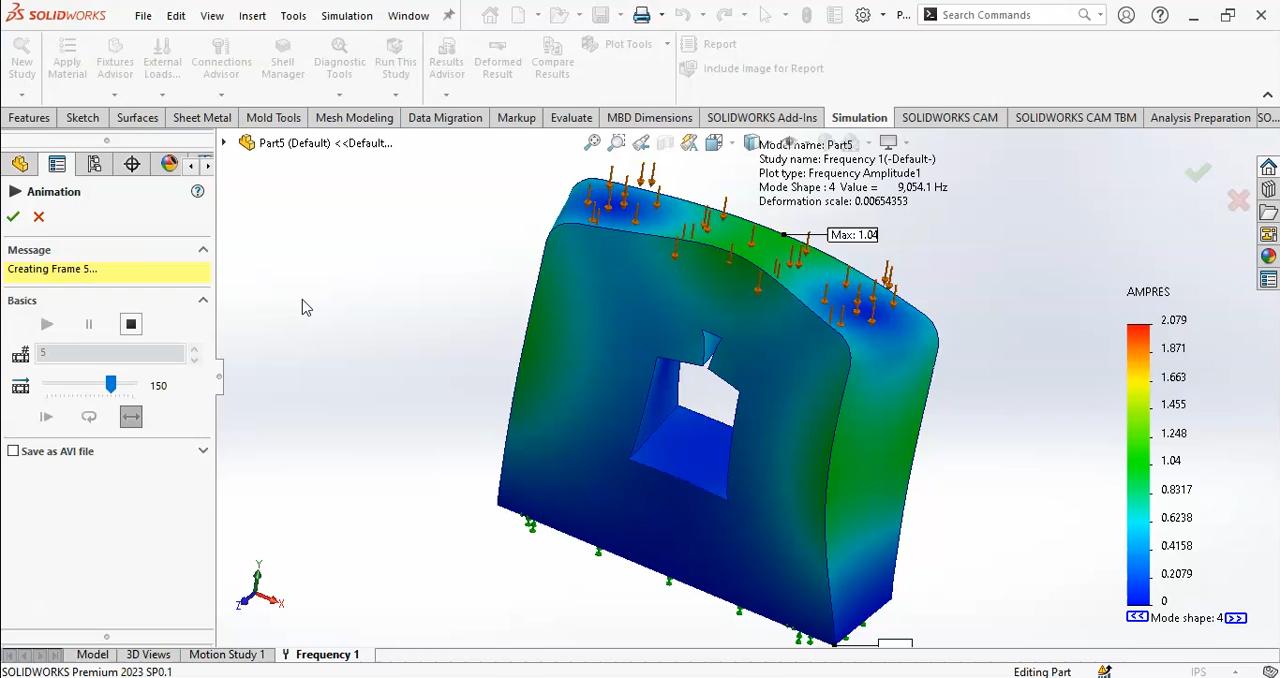 SOLIDWORKS File Edit View Insert Tools Simulation Window P... Search Commands
New Study Apply Material Fixtures Advisor External Loads... Connections Advisor Shell Manager Diagnostic Tools Run This Study Results Advisor Deformed Result Compare Results Plot Tools Report
Include Image for Report
Features Sketch Surfaces Sheet Metal Mold Tools Mesh Modeling Data Migration Markup Evaluate MBD Dimensions SOLIDWORKS Add-Ins Simulation SOLIDWORKS CAM SOLIDWORKS CAM TBM Analysis Preparation SO...
Part5 (Default) <<Default...
Model name: Part5
Study name: Frequency 1(-Default-)
Plot type: Frequency Amplitude1
Mode Shape : 4 Value = 9,054.1 Hz
Deformation scale: 0.00654353
Max: 1.04
Animation
Message
Creating Frame 5...
Basics
5
150
Save as AVI file
AMPRES
2.079
1.871
1.663
1.455
1.248
1.04
0.8317
0.6238
0.4158
0.2079
0
<< Mode shape: 4 >>
Y
Z X
Model 3D Views Motion Study 1 Frequency 1
SOLIDWORKS Premium 2023 SP0.1 Editing Part IPS